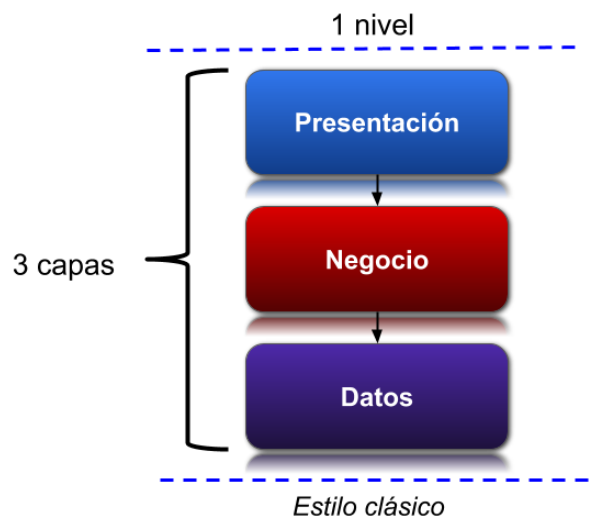 1 nivel
Presentación
3 capas
Negocio
Datos
Estilo clásico